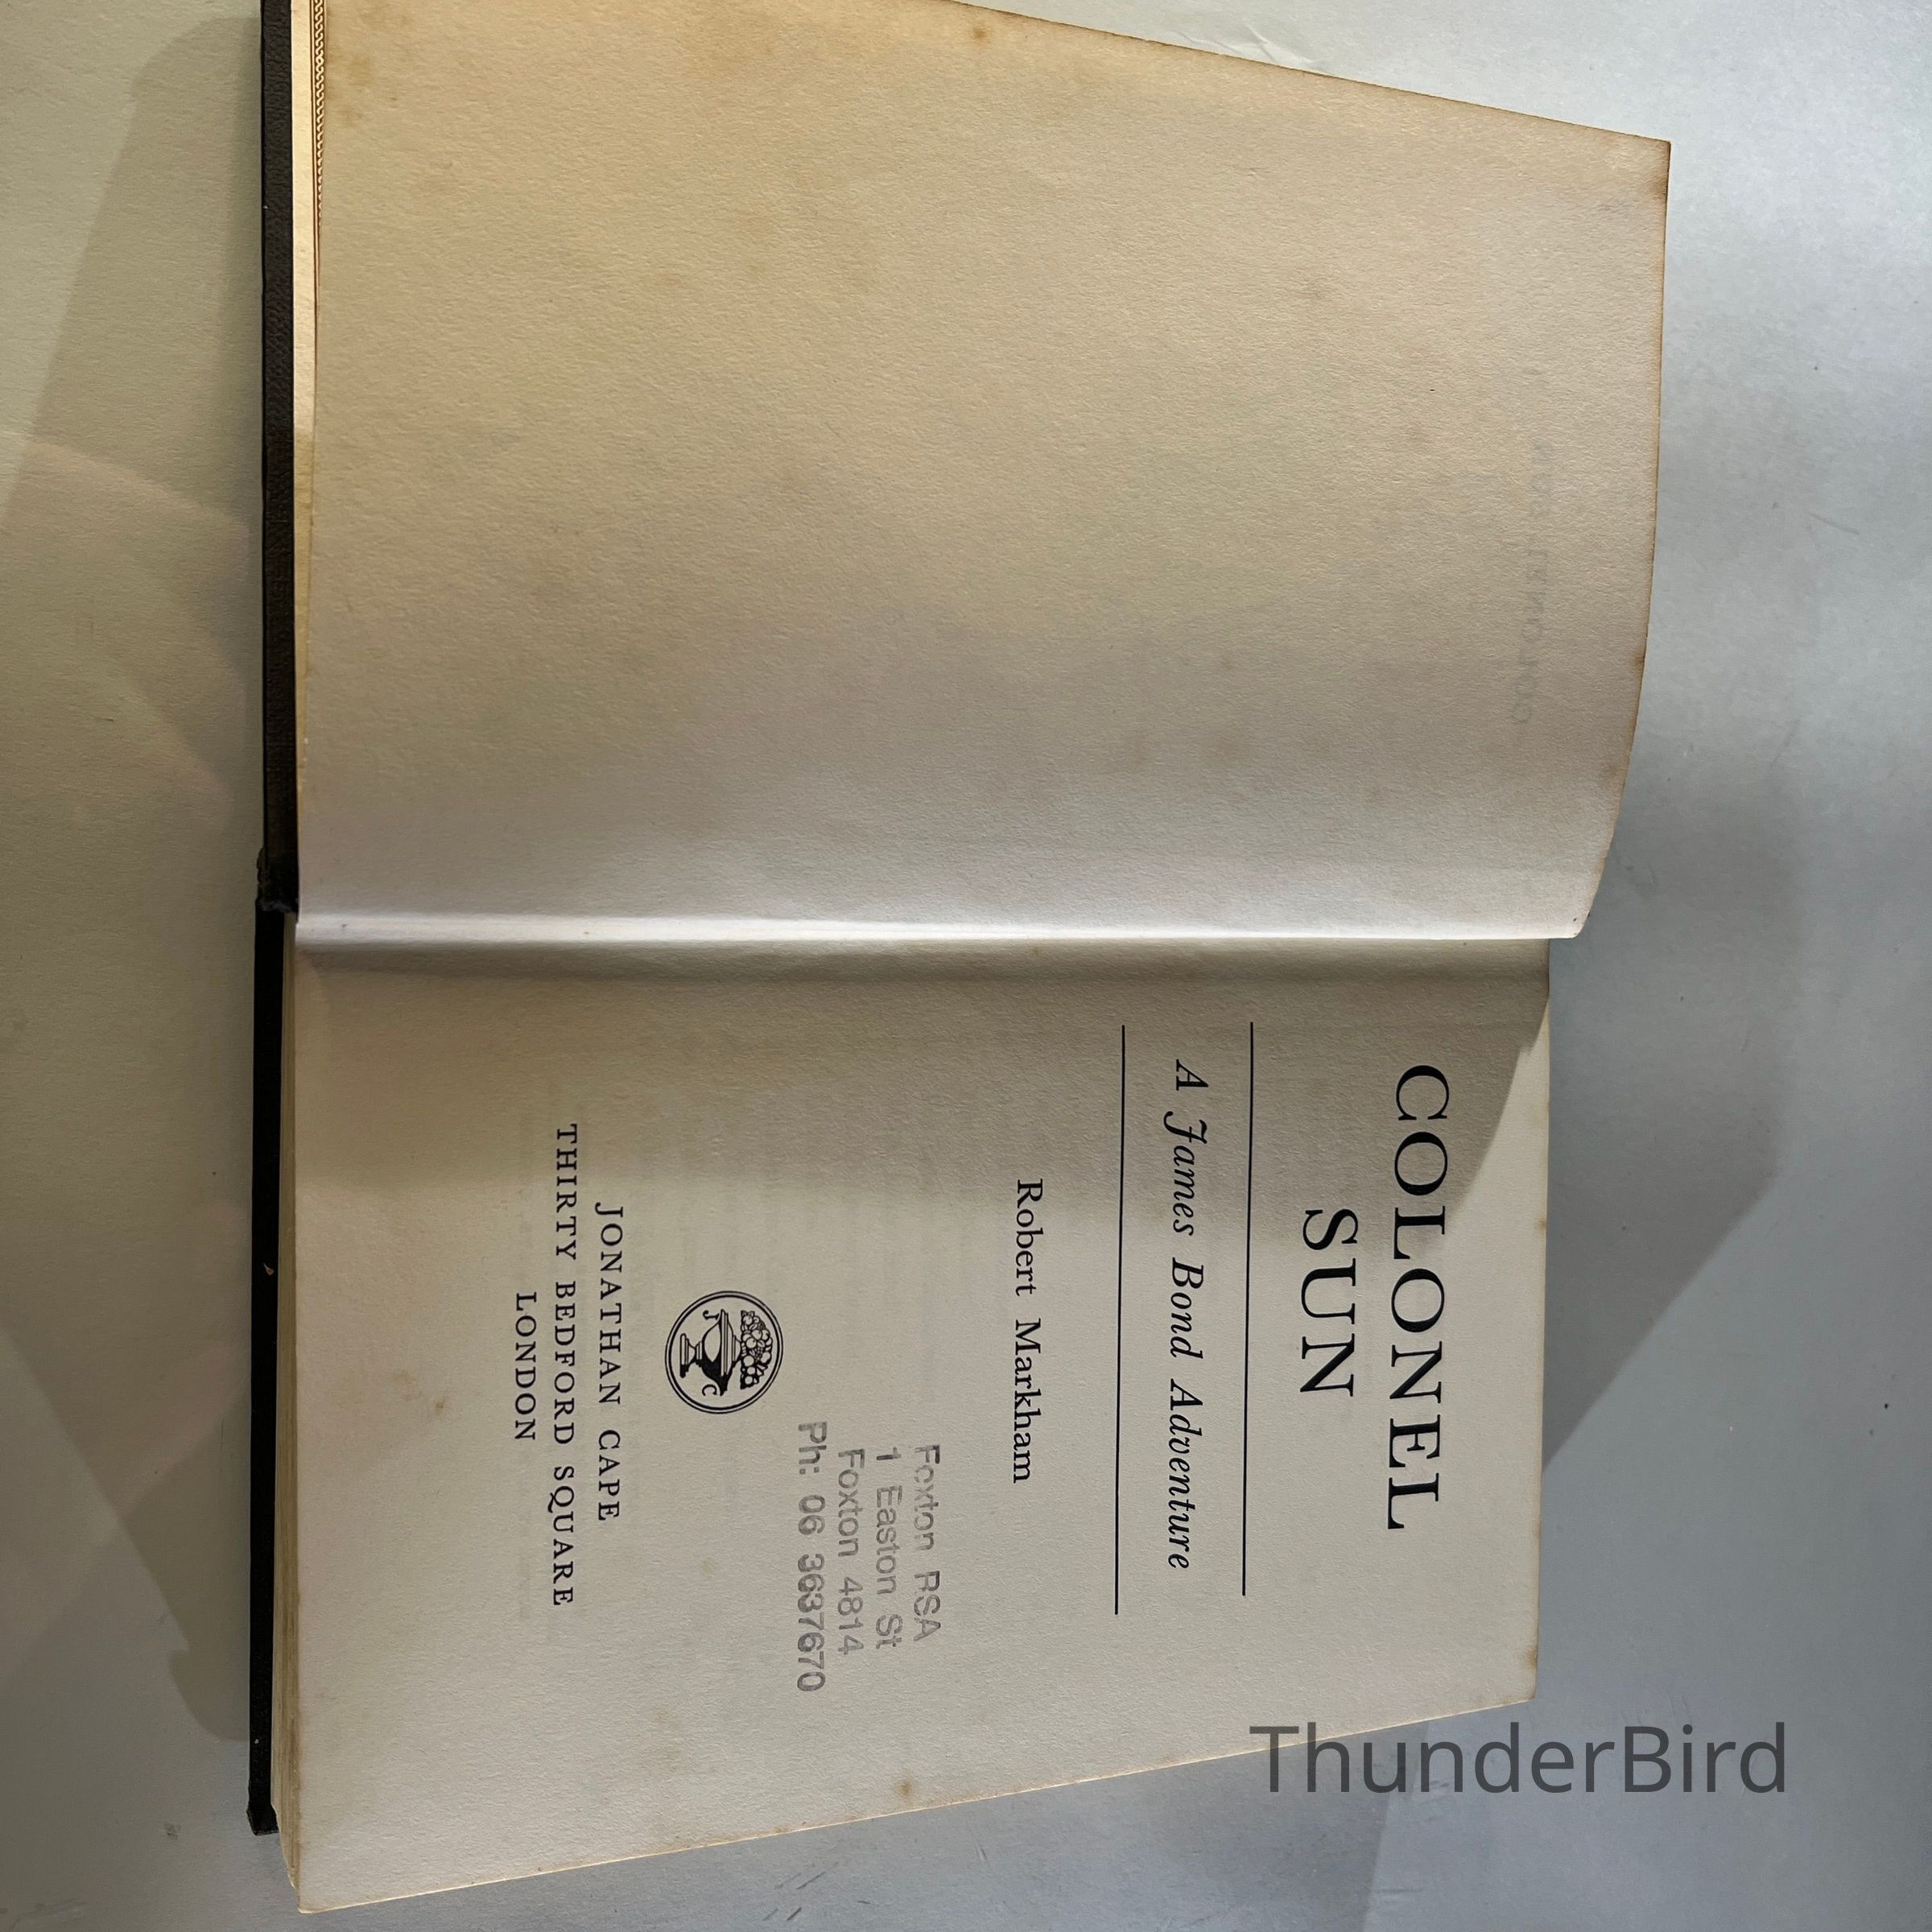 COLONEL
SUN
A James Bond Adventure
Robert Markham
Foxton RSA
1 Easton St
Foxton 4814
Ph: 06 3637670
JONATHAN CAPE
THIRTY BEDFORD SQUARE
LONDON
ThunderBird